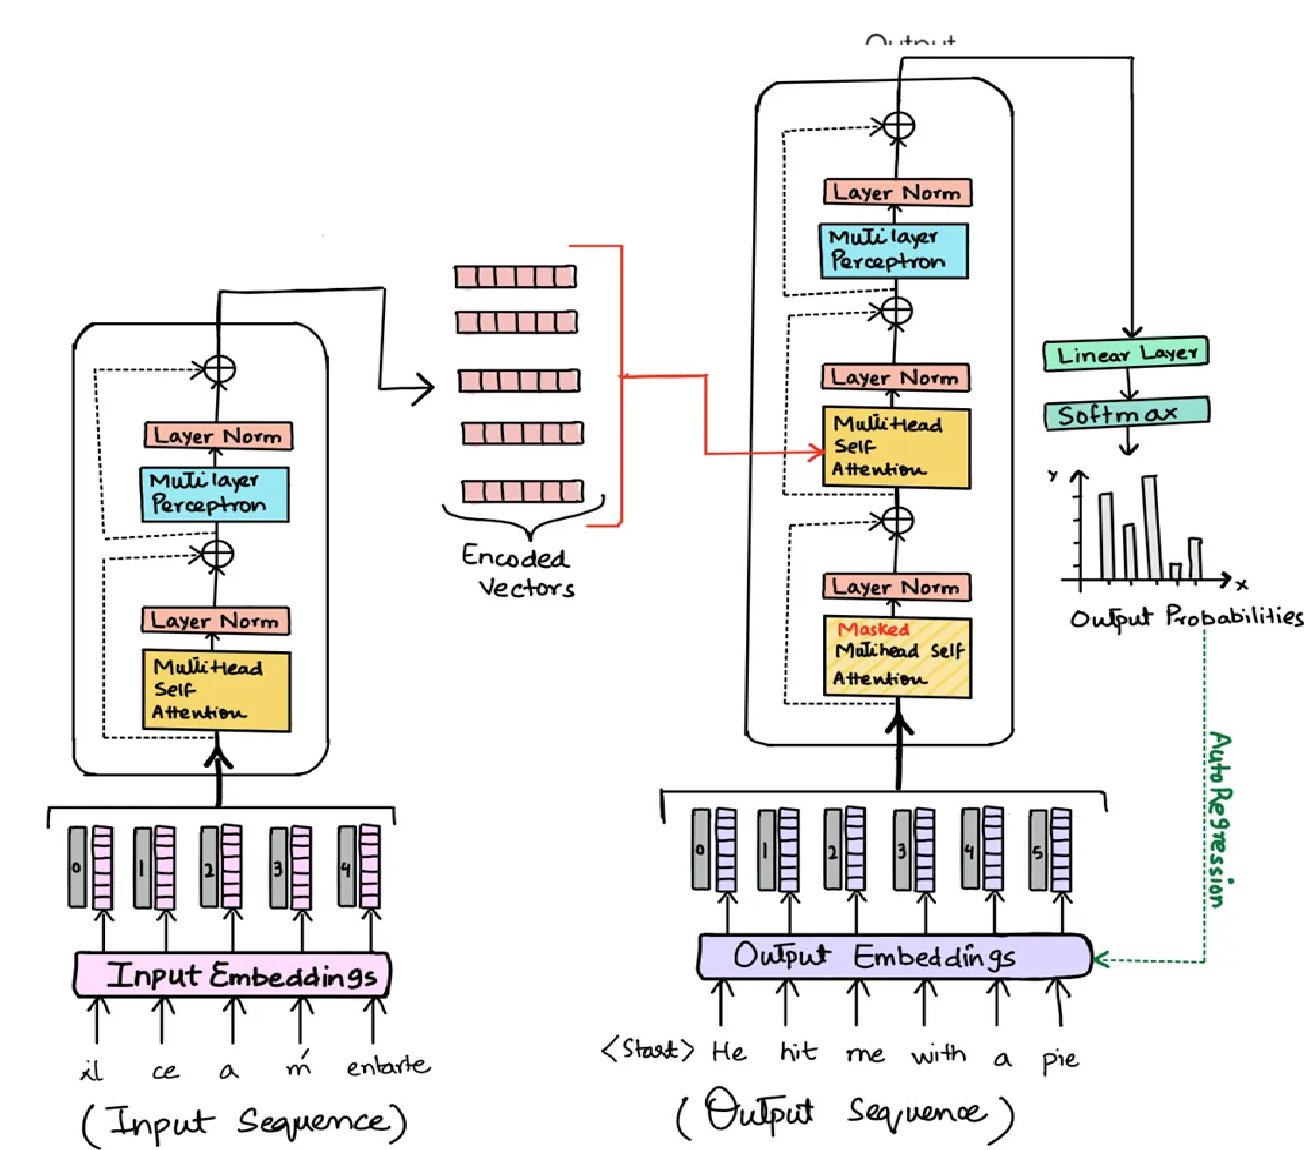 Output
Layer Norm
Multilayer
Perceptron
Layer Norm
MultiHead
Self
Attention
Layer Norm
Masked
Multihead Self
Attention
Linear Layer
Softmax
Y
X
Output Probabilities
AutoRegression
Layer Norm
Multilayer
Perceptron
Layer Norm
MultiHead
Self
Attention
Encoded
Vectors
0 1 2 3 4
Input Embeddings
il ce a ḿ entarte
(Input Sequence)
0 1 2 3 4 5
Output Embeddings
<Start> He hit me with a pie
(Output Sequence)